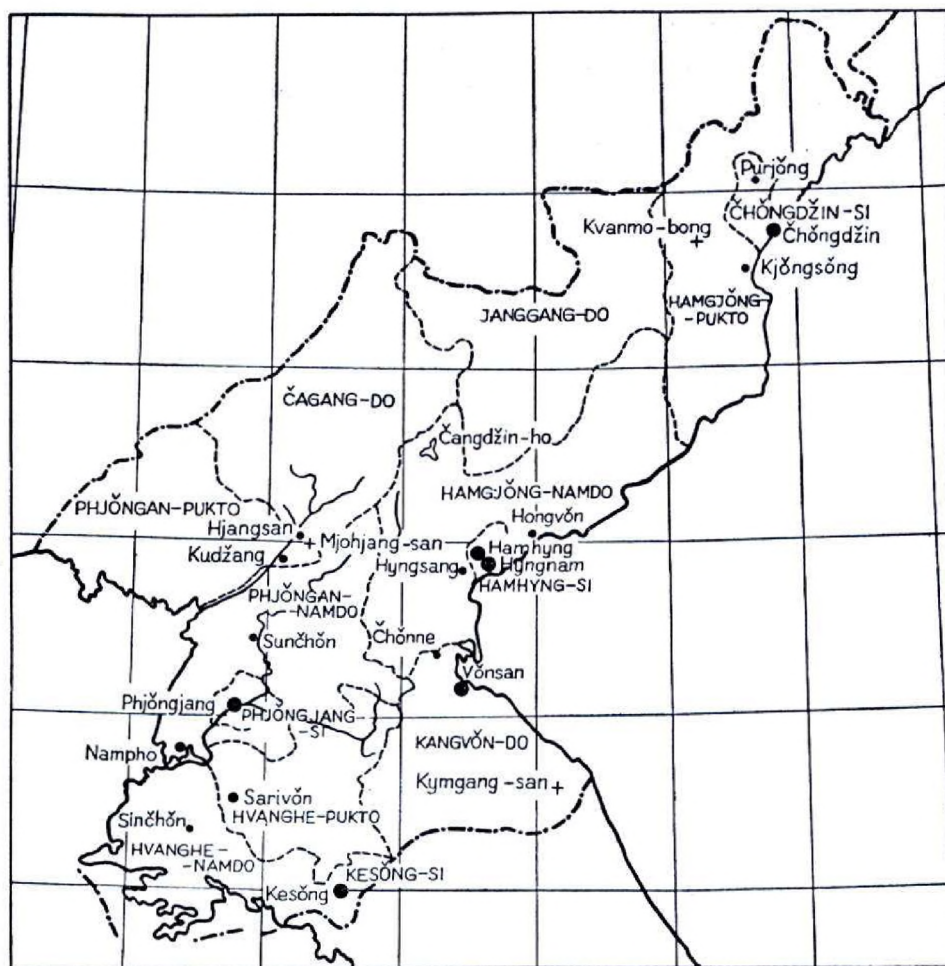 Purjŏng
ČHŎNGDŽIN-SI
Kvanmo-bong
Čhŏngdžin
Kjŏngsŏng
HAMGJŎNG-
-PUKTO
JANGGANG-DO
ČAGANG-DO
Čangdžin-ho
HAMGJŎNG-NAMDO
PHJŎNGAN-PUKTO
Hongvŏn
Hjangsan
Mjohjang-san
Hamhyng
Kudžang
Hyngsang
Hyngnam
HAMHYNG-SI
PHJŎNGAN-
-NAMDO
Sunčhŏn
Čhŏnne
Vŏnsan
Phjŏngjang
PHJŎNGJANG-
-SI
Nampho
KANGVŎN-DO
Kymgang-san
Sarivŏn
HVANGHE-PUKTO
Sinčhŏn
HVANGHE-
-NAMDO
KESŎNG-SI
Kesŏng